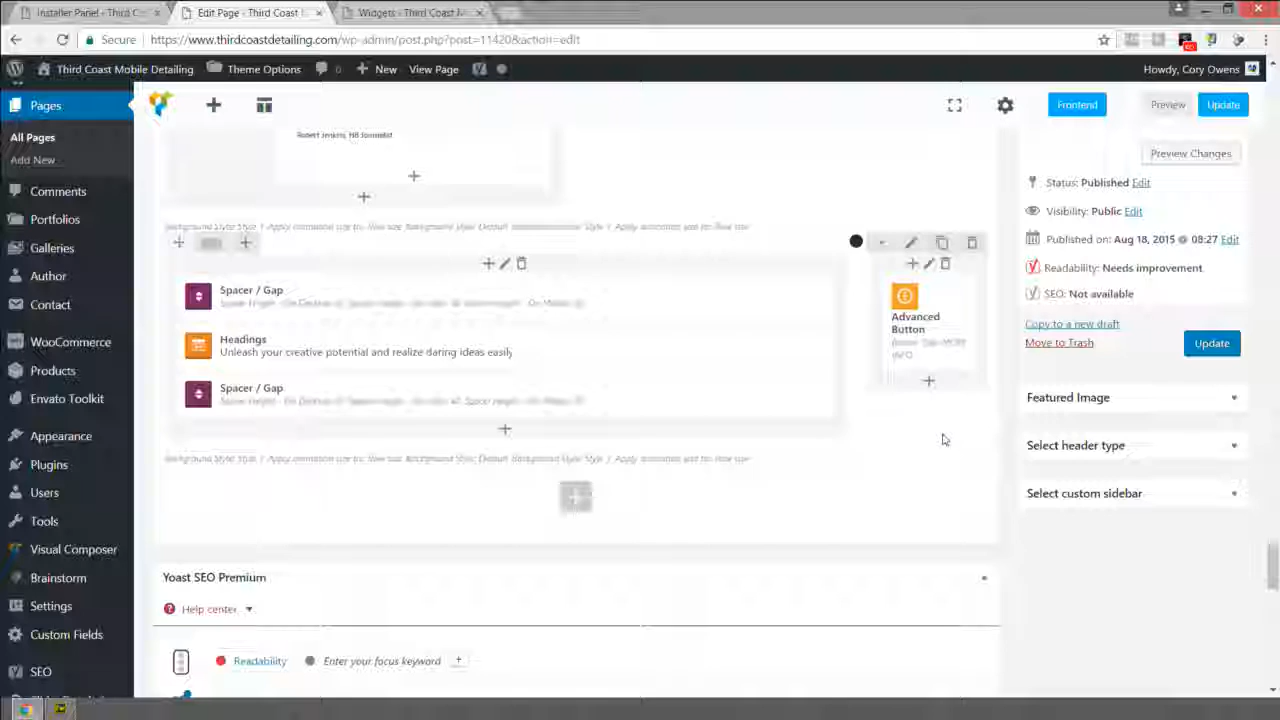 Installer Panel - Third C
Edit Page - Third Coast
Widgets - Third Coast M
Secure
https://www.thirdcoastdetailing.com/wp-admin/post.php?post=11420&action=edit
Third Coast Mobile Detailing
Theme Options
0
New
View Page
Howdy, Cory Owens
Pages
All Pages
Add New
Comments
Portfolios
Galleries
Author
Contact
WooCommerce
Products
Envato Toolkit
Appearance
Plugins
Users
Tools
Visual Composer
Brainstorm
Settings
Custom Fields
SEO
Frontend
Preview
Update
Robert Jenkins, HR Specialist
Spacer / Gap
Headings
Unleash your creative potential and realize daring ideas easily
Spacer / Gap
Advanced
Button
Yoast SEO Premium
Help center
Readability
Enter your focus keyword
Preview Changes
Status: Published Edit
Visibility: Public Edit
Published on: Aug 18, 2015 @ 08:27 Edit
Readability: Needs improvement
SEO: Not available
Copy to a new draft
Move to Trash
Update
Featured Image
Select header type
Select custom sidebar